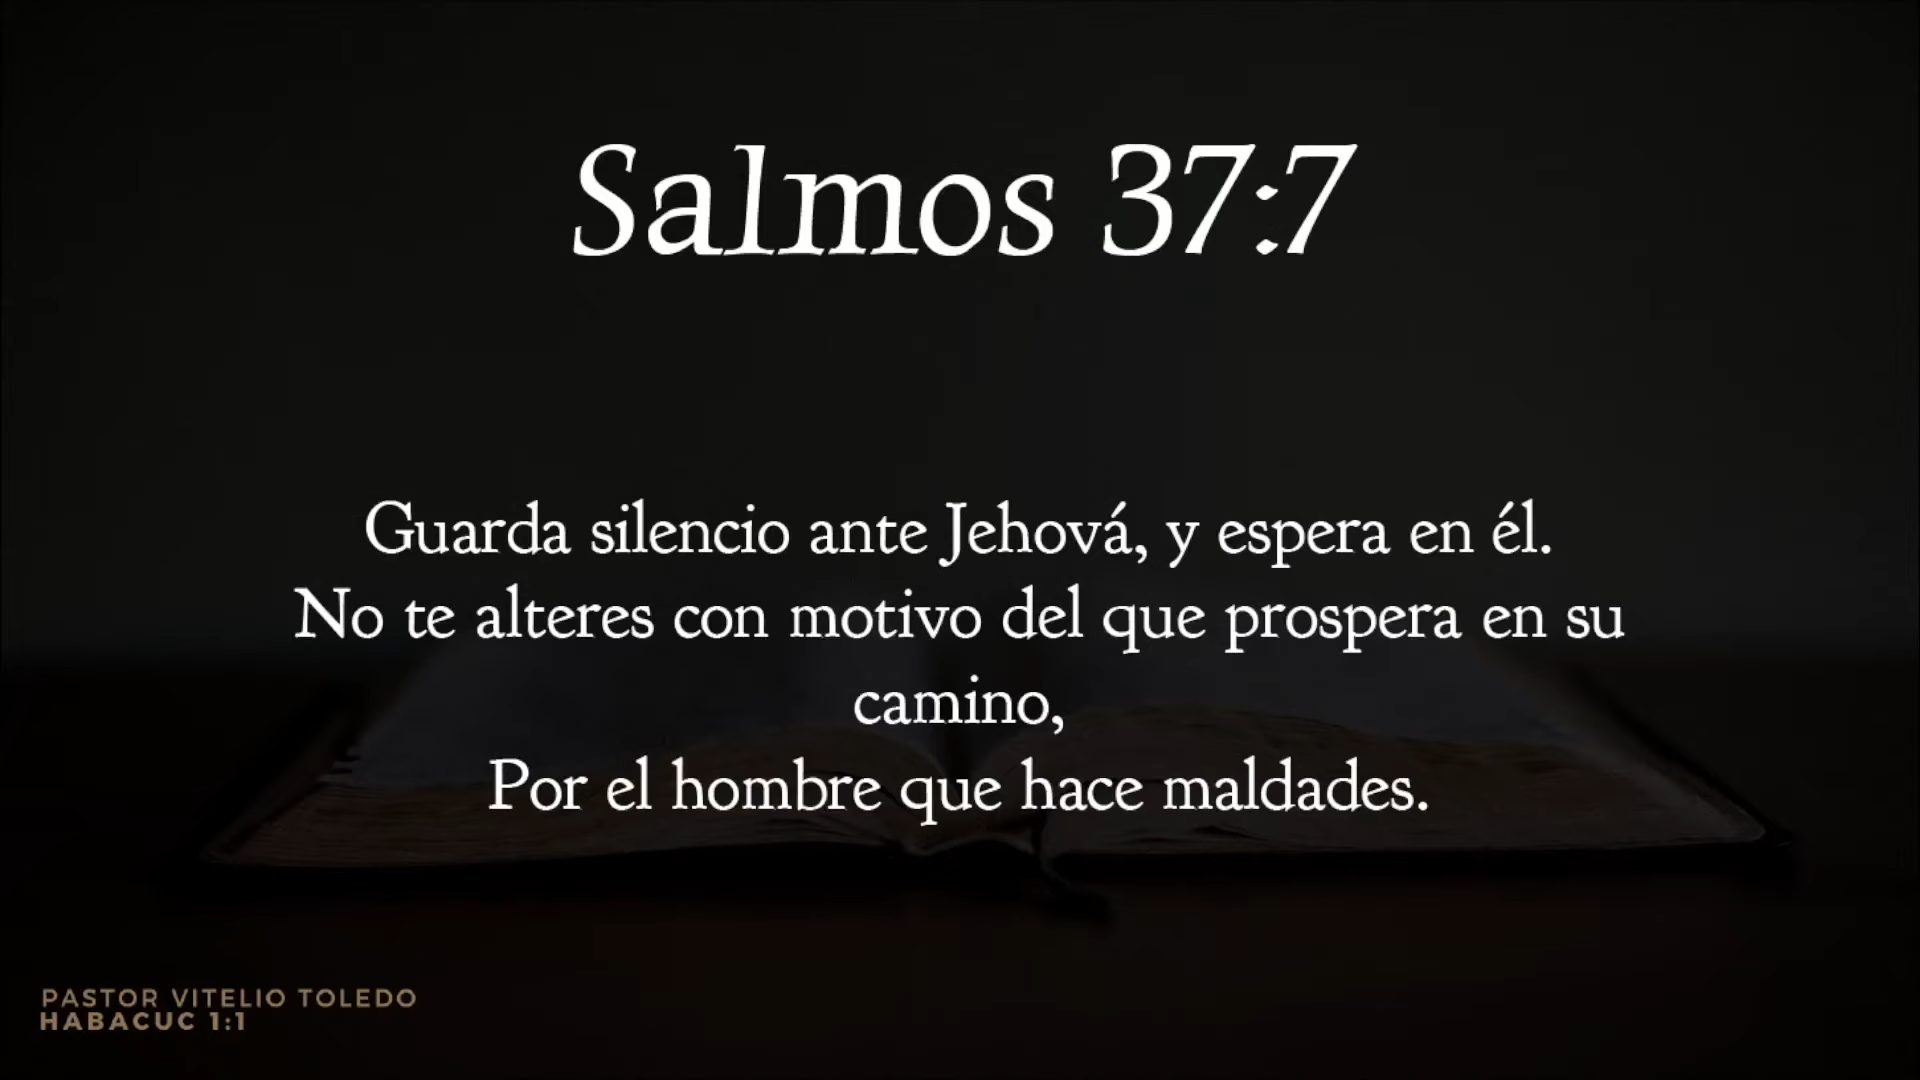 Salmos 37:7
Guarda silencio ante Jehová, y espera en él.
No te alteres con motivo del que prospera en su
camino,
Por el hombre que hace maldades.
PASTOR VITELIO TOLEDO
HABACUC 1:1